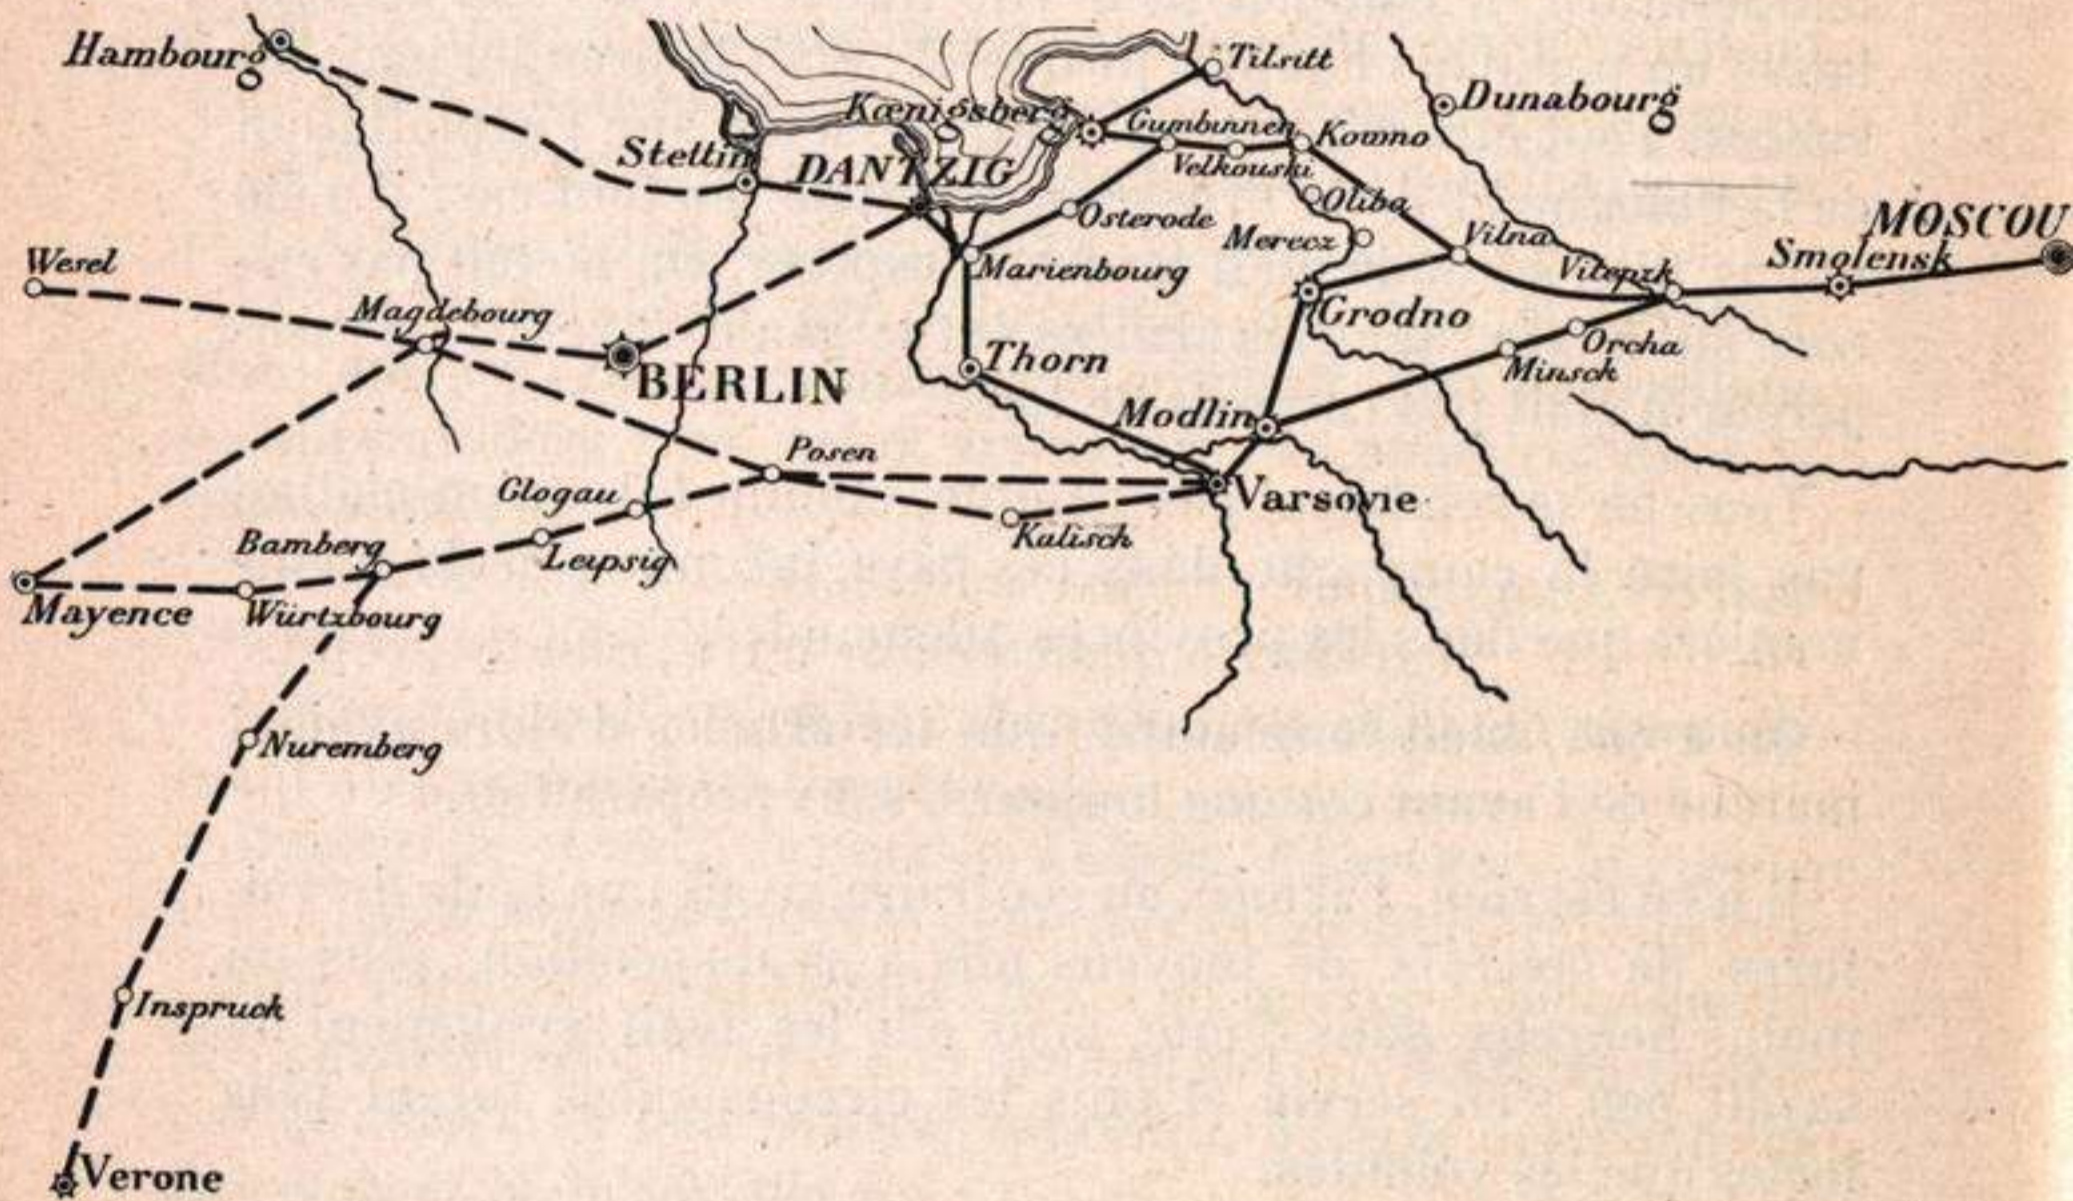 Hambourg
Tilsitt
Dunabourg
Kœnigsberg
Gumbinnen
Kowno
Stettin
DANTZIG
Velkouski
Oliba
Osterode
Merecz
Vilna
MOSCOU
Wesel
Marienbourg
Vitepzk
Smolensk
Magdebourg
Grodno
BERLIN
Thorn
Orcha
Minsck
Modlin
Posen
Glogau
Varsovie
Kalisch
Bamberg
Leipsig
Mayence
Würtzbourg
Nuremberg
Inspruck
Verone